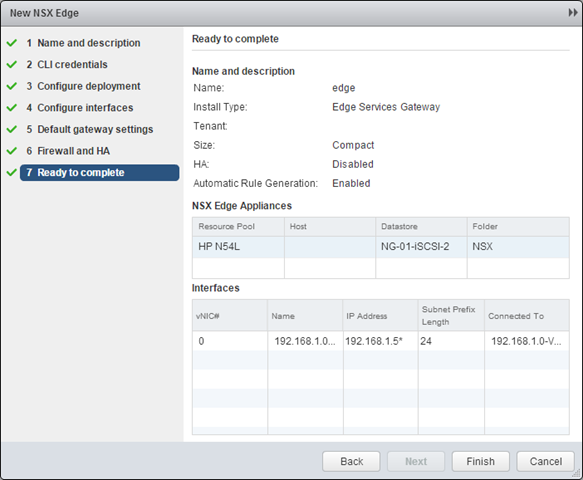 New NSX Edge
1 Name and description
2 CLI credentials
3 Configure deployment
4 Configure interfaces
5 Default gateway settings
6 Firewall and HA
7 Ready to complete
Ready to complete
Name and description
Name: edge
Install Type: Edge Services Gateway
Tenant:
Size: Compact
HA: Disabled
Automatic Rule Generation: Enabled
NSX Edge Appliances
Resource Pool Host Datastore Folder
HP N54L NG-01-iSCSI-2 NSX
Interfaces
vNIC# Name IP Address Subnet Prefix Length Connected To
0 192.168.1.0... 192.168.1.5* 24 192.168.1.0-V...
Back Next Finish Cancel